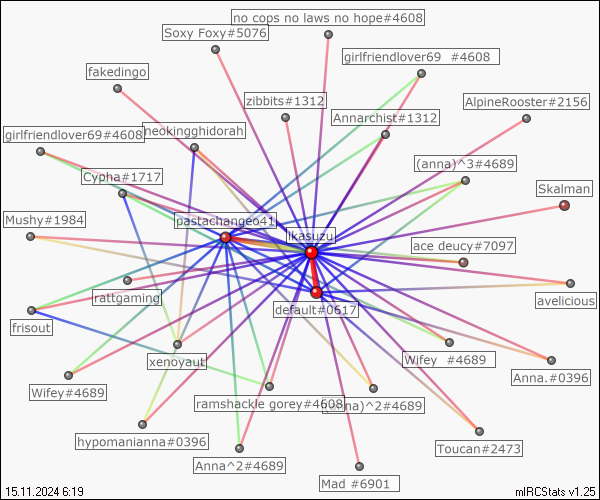 no cops no laws no hope#4608
Soxy Foxy#5076
girlfriendlover69 #4608
fakedingo
zibbits#1312
AlpineRooster#2156
Annarchist#1312
girlfriendlover69#4608
neokingghidorah
(anna)^3#4689
Cypha#1717
Skalman
Mushy#1984
pastachangeo41
ikasuzu
ace deucy#7097
rattgaming
avelicious
default#0617
frisout
xenoyaut
Wifey #4689
Anna.#0396
Wifey#4689
ramshackle gorey#4608
)^2#4689
hypomanianna#0396
Toucan#2473
Anna^2#4689
Mad #6901
15.11.2024 6:19
mIRCStats v1.25